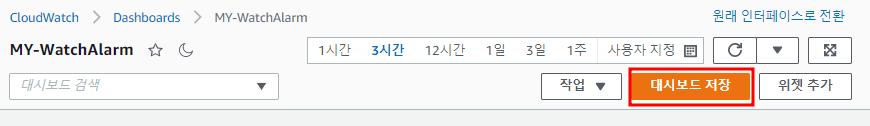 CloudWatch > Dashboards > MY-WatchAlarm
원래 인터페이스로 전환
MY-WatchAlarm
1시간 3시간 12시간 1일 3일 1주 사용자 지정
대시보드 검색
작업 대시보드 저장 위젯 추가